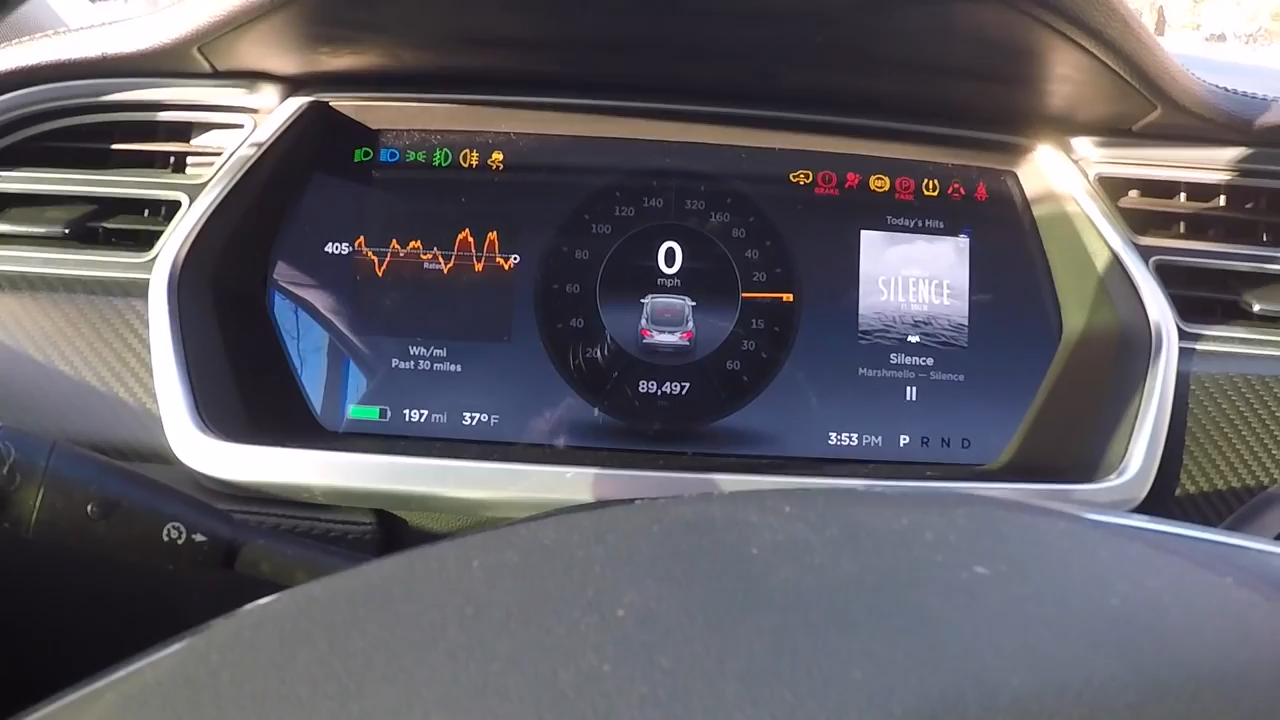 BRAKE
ABS
P
PARK
Today's Hits
405
Rated
Wh/mi
Past 30 miles
140
320
120
160
100
80
80
40
20
60
40
15
20
30
60
0
mph
89,497
SILENCE
Silence
Marshmello — Silence
197 mi
37°F
3:53 PM
P R N D